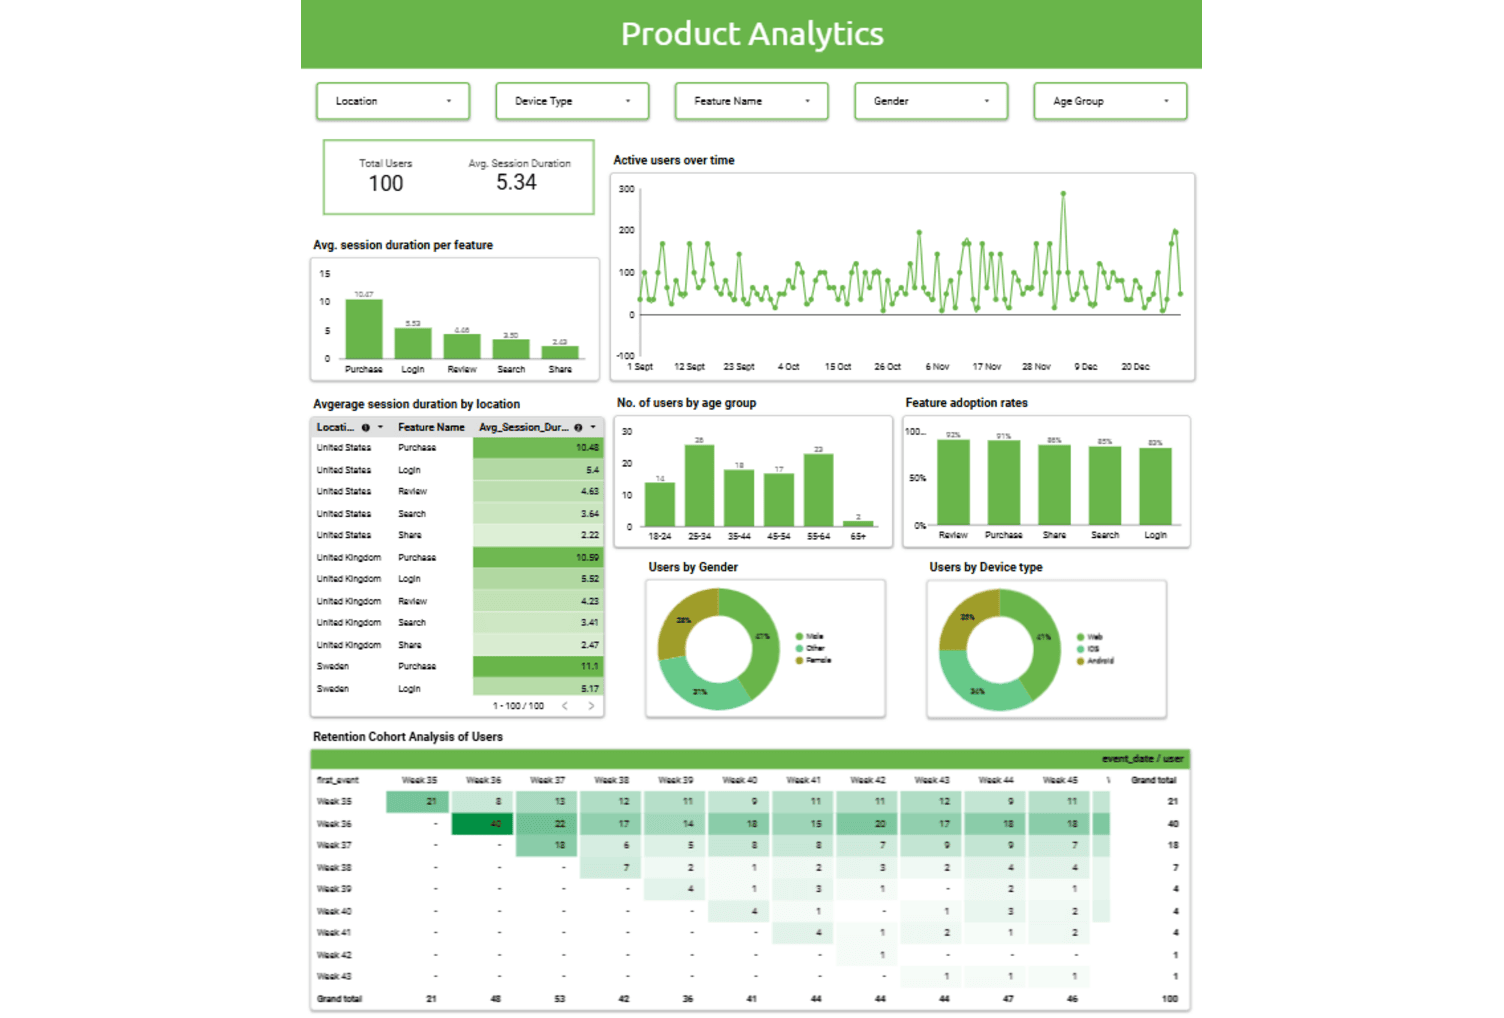 Product Analytics
Location Device Type Feature Name Gender Age Group
Total Users Avg. Session Duration
100 5.34
Active users over time
300
200
100
0
-100
1 Sept 12 Sept 23 Sept 4 Oct 15 Oct 26 Oct 6 Nov 17 Nov 28 Nov 9 Dec 20 Dec
Avg. session duration per feature
15
10
5
0
10.47 5.53 4.46 3.50 2.43
Purchase Login Review Search Share
Avgerage session duration by location
Locati... Feature Name Avg_Session_Dur...
United States Purchase 10.48
United States Login 5.4
United States Review 4.63
United States Search 3.64
United States Share 2.22
United Kingdom Purchase 10.59
United Kingdom Login 5.52
United Kingdom Review 4.23
United Kingdom Search 3.41
United Kingdom Share 2.47
Sweden Purchase 11.1
Sweden Login 5.17
1 - 100 / 100 < >
No. of users by age group
30
20
10
0
14 26 18 17 23 2
18-24 25-34 35-44 45-54 55-64 65+
Feature adoption rates
100...
50%
0%
92% 91% 86% 85% 83%
Review Purchase Share Search Login
Users by Gender
41%
31%
28%
Male
Other
Female
Users by Device type
41%
34%
25%
Web
iOS
Android
Retention Cohort Analysis of Users
event_date / user
first_event Week 35 Week 36 Week 37 Week 38 Week 39 Week 40 Week 41 Week 42 Week 43 Week 44 Week 45 Grand total
Week 35 21 8 13 12 11 9 11 11 12 9 11 21
Week 36 - 40 22 17 14 18 15 20 17 18 18 40
Week 37 - - 18 6 5 8 8 7 9 9 7 18
Week 38 - - - 7 2 1 2 3 2 4 4 7
Week 39 - - - - 4 1 3 1 - 2 1 4
Week 40 - - - - - 4 1 - 1 3 2 4
Week 41 - - - - - - 4 1 2 1 2 4
Week 42 - - - - - - - 1 - - - 1
Week 43 - - - - - - - - 1 1 1 1
Grand total 21 48 53 42 36 41 44 44 44 47 46 100